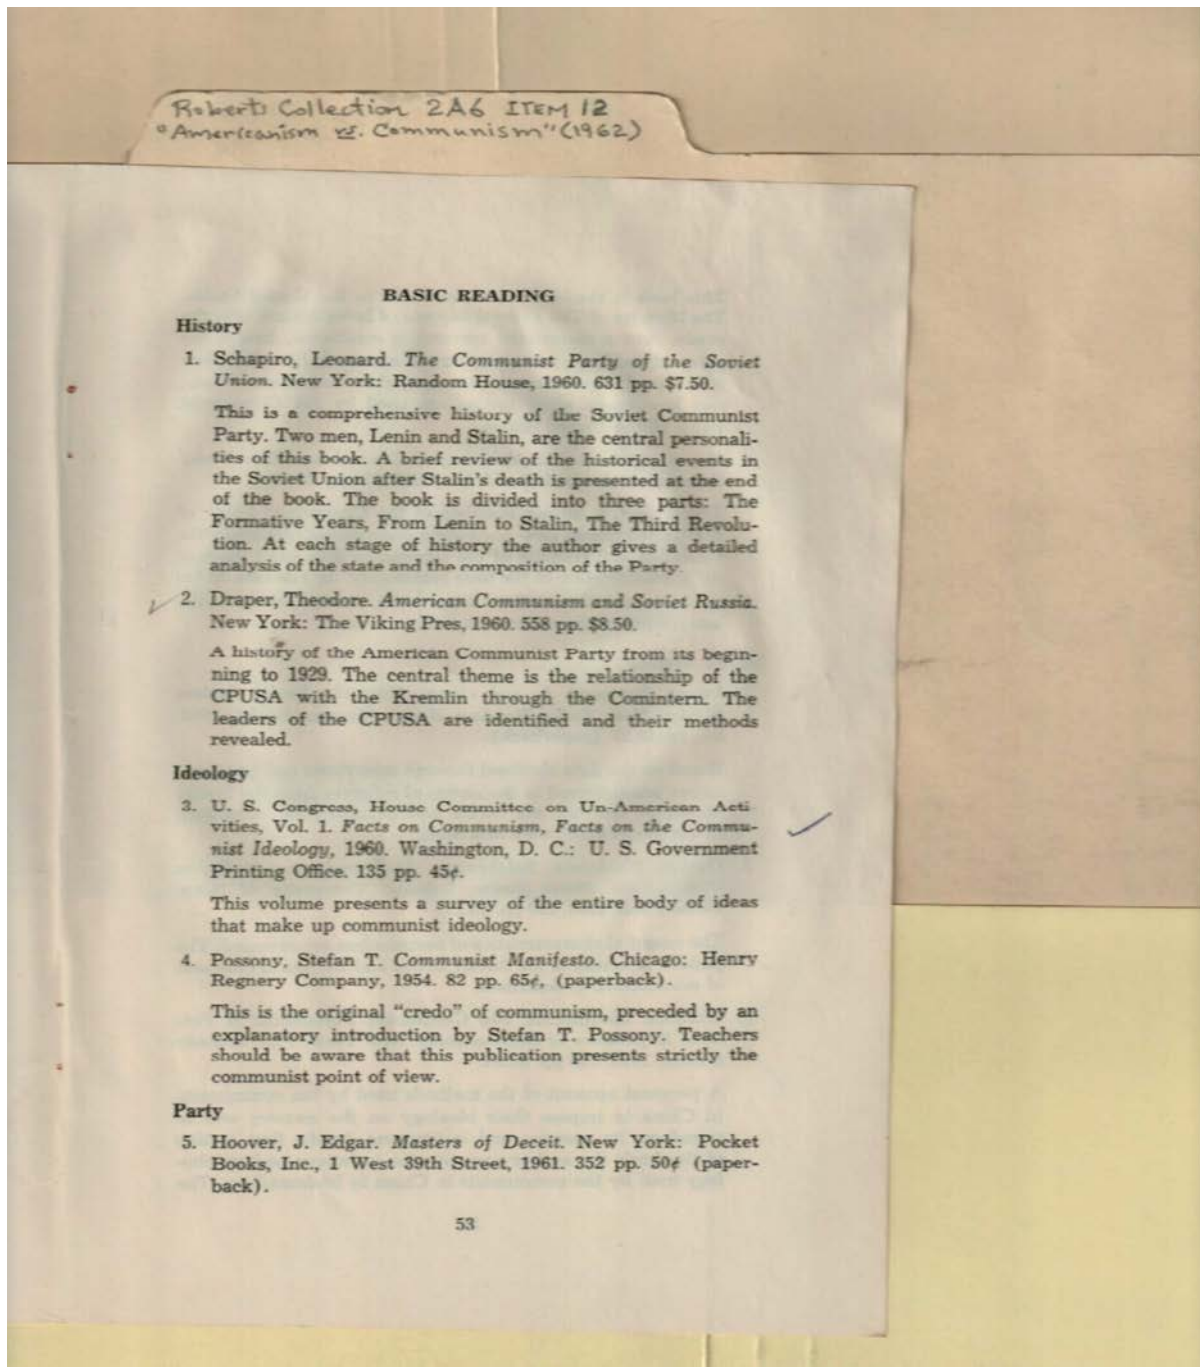 Roberts Collection 2A6 ITEM 12
"Americanism vs. Communism" (1962)
BASIC READING
History
1. Schapiro, Leonard. The Communist Party of the Soviet
Union. New York: Random House, 1960. 631 pp. $7.50.
This is a comprehensive history of the Soviet Communist
Party. Two men, Lenin and Stalin, are the central personali-
ties of this book. A brief review of the historical events in
the Soviet Union after Stalin's death is presented at the end
of the book. The book is divided into three parts: The
Formative Years, From Lenin to Stalin, The Third Revolu-
tion. At each stage of history the author gives a detailed
analysis of the state and the composition of the Party.
2. Draper, Theodore. American Communism and Soviet Russia.
New York: The Viking Pres, 1960. 558 pp. $8.50.
A history of the American Communist Party from its begin-
ning to 1929. The central theme is the relationship of the
CPUSA with the Kremlin through the Comintern. The
leaders of the CPUSA are identified and their methods
revealed.
Ideology
3. U. S. Congress, House Committee on Un-American Acti-
vities, Vol. 1. Facts on Communism, Facts on the Commu-
nist Ideology, 1960. Washington, D. C.: U. S. Government
Printing Office. 135 pp. 45¢.
This volume presents a survey of the entire body of ideas
that make up communist ideology.
4. Possony, Stefan T. Communist Manifesto. Chicago: Henry
Regnery Company, 1954. 82 pp. 65¢, (paperback).
This is the original "credo" of communism, preceded by an
explanatory introduction by Stefan T. Possony. Teachers
should be aware that this publication presents strictly the
communist point of view.
Party
5. Hoover, J. Edgar. Masters of Deceit. New York: Pocket
Books, Inc., 1 West 39th Street, 1961. 352 pp. 50¢ (paper-
back).
53